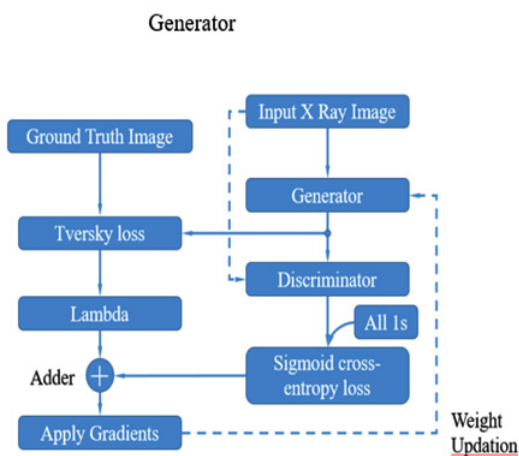 Generator
Input X Ray Image
Ground Truth Image
Generator
Tversky loss
Discriminator
Lambda
All 1s
Sigmoid cross-
entropy loss
Adder
+
Apply Gradients
Weight
Updation